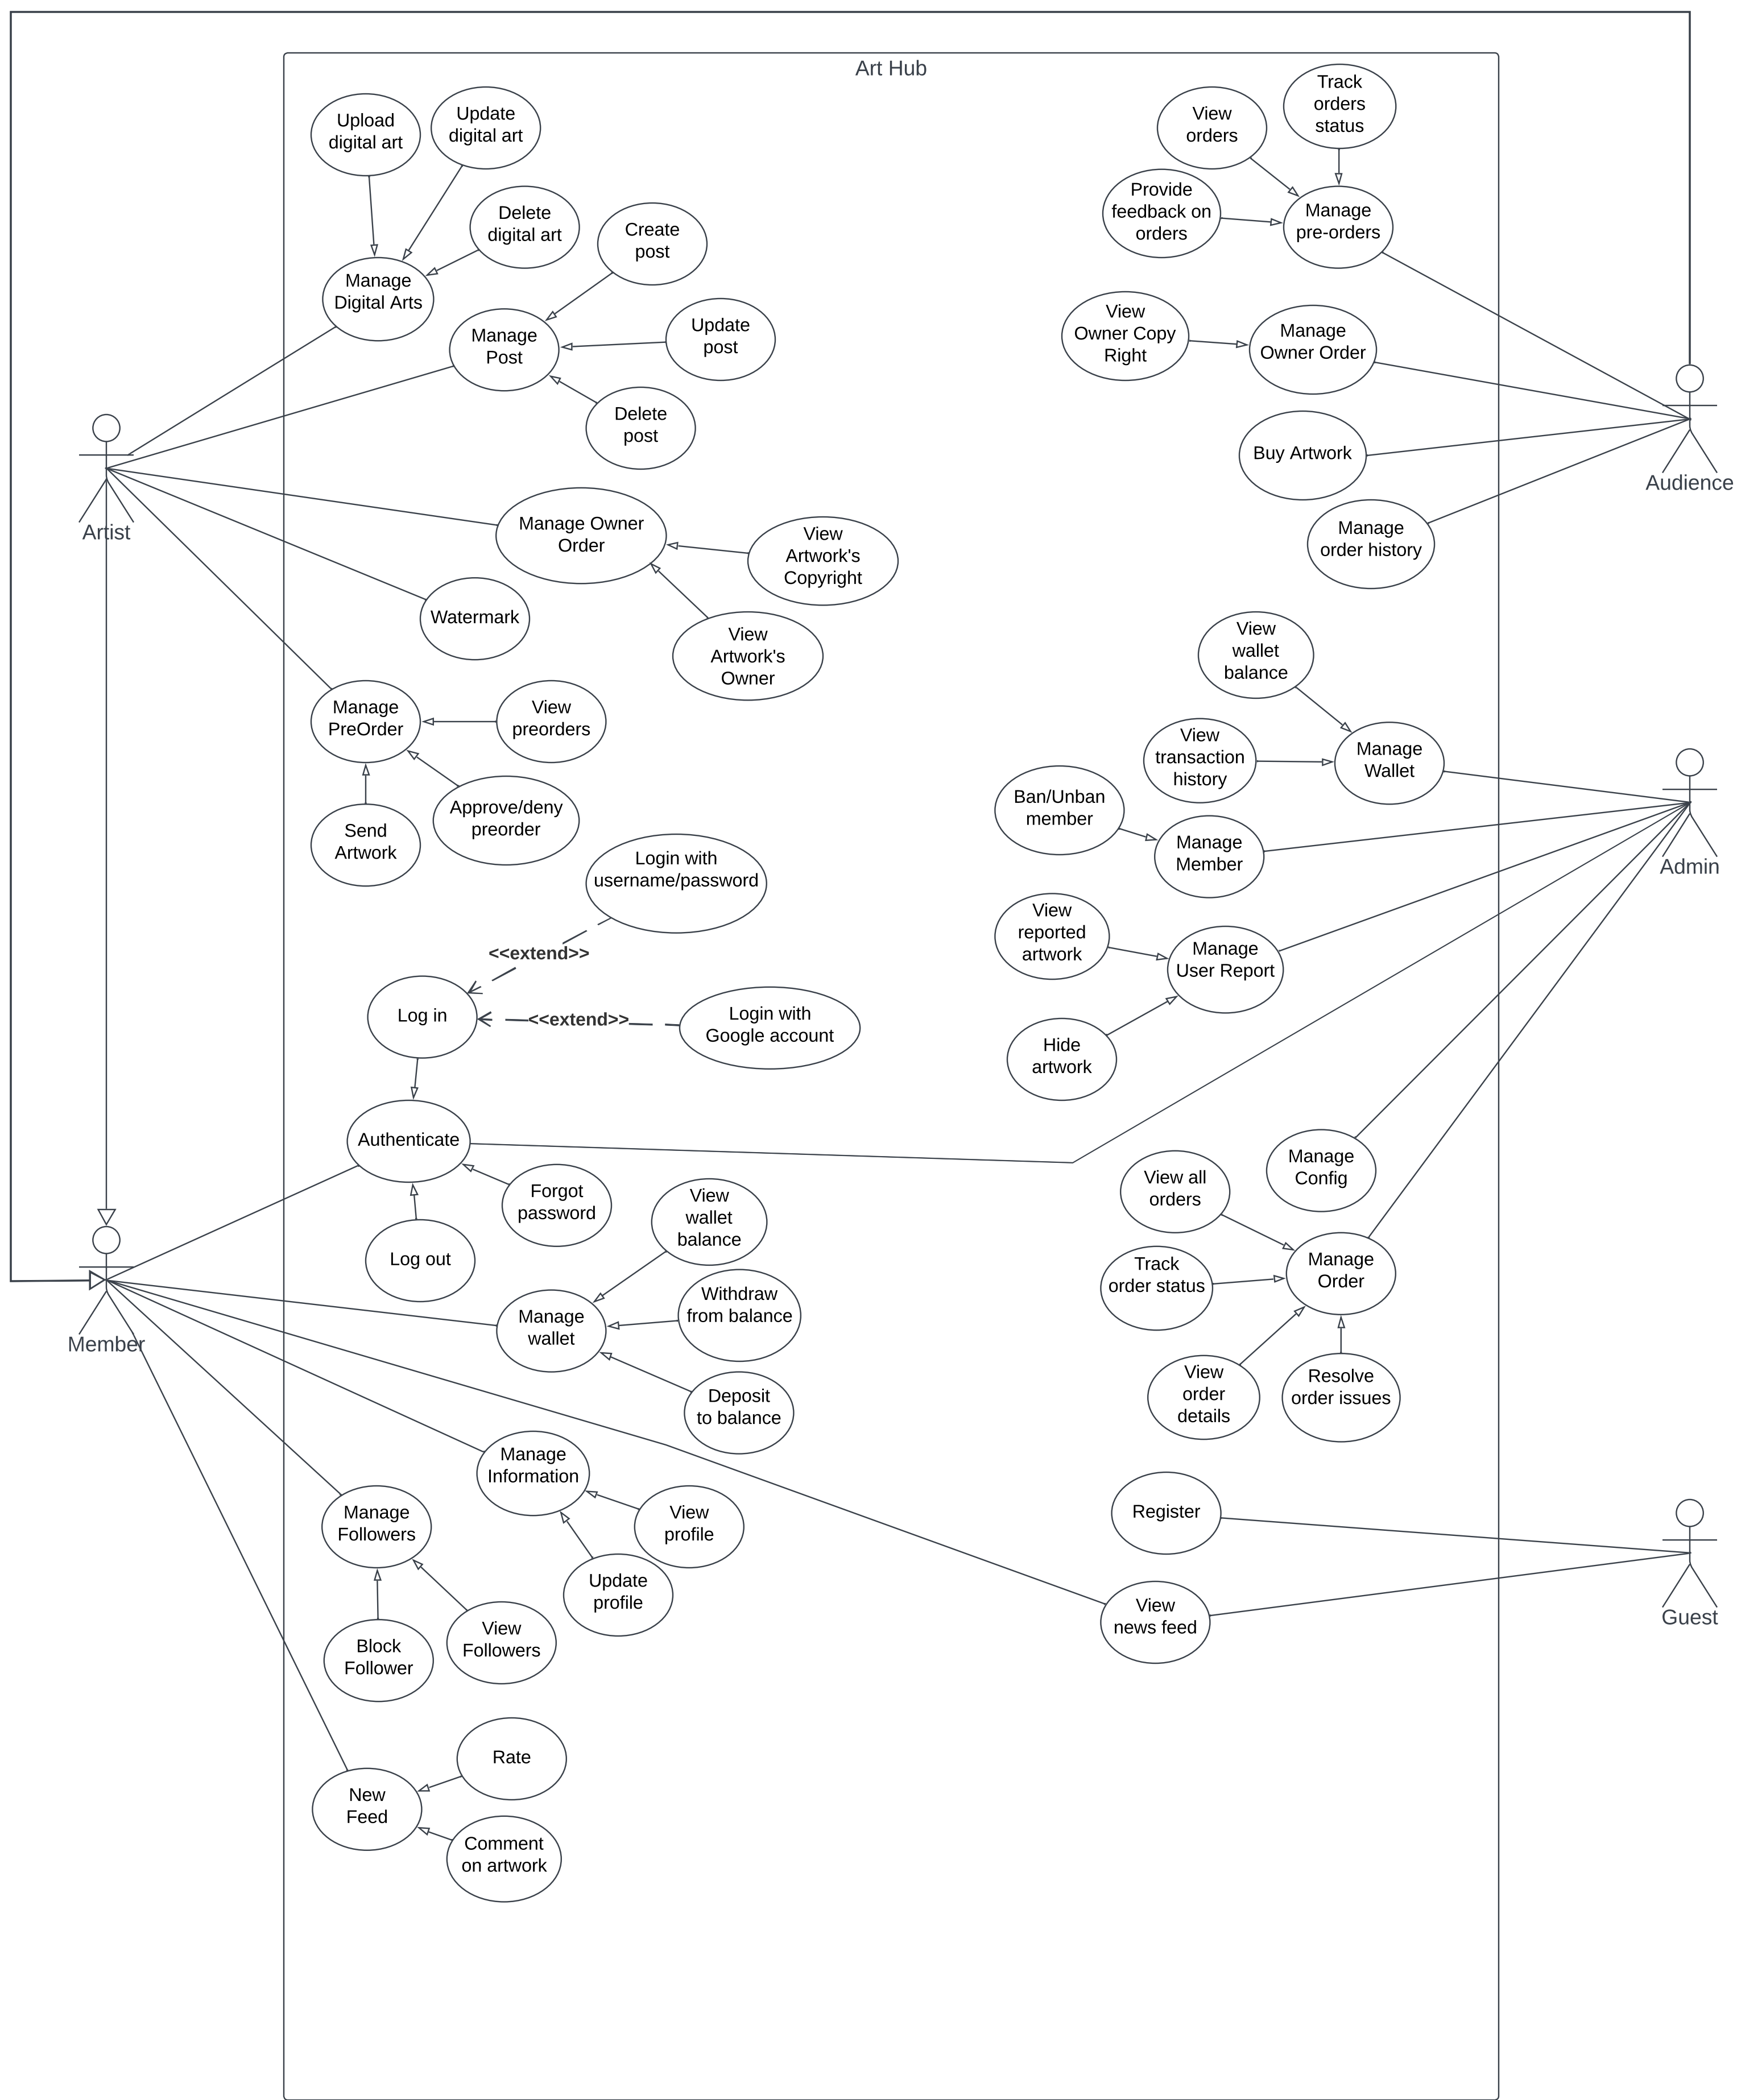 Art Hub
Upload
digital art
Update
digital art
Delete
digital art
Manage
Digital Arts
Create
post
Manage
Post
Update
post
Delete
post
Artist
Manage Owner
Order
View
Artwork's
Copyright
View
Artwork's
Owner
Watermark
Manage
PreOrder
View
preorders
Approve/deny
preorder
Send
Artwork
Login with
username/password
<<extend>>
Log in
<<extend>>
Login with
Google account
Authenticate
Forgot
password
Log out
Member
View
wallet
balance
Manage
wallet
Withdraw
from balance
Deposit
to balance
Manage
Information
View
profile
Update
profile
Manage
Followers
Block
Follower
View
Followers
Rate
New
Feed
Comment
on artwork
View
orders
Track
orders
status
Provide
feedback on
orders
Manage
pre-orders
View
Owner Copy
Right
Manage
Owner Order
Buy Artwork
Manage
order history
Audience
View
wallet
balance
View
transaction
history
Manage
Wallet
Ban/Unban
member
Manage
Member
Admin
View
reported
artwork
Manage
User Report
Hide
artwork
Manage
Config
View all
orders
Track
order status
Manage
Order
View
order
details
Resolve
order issues
Register
View
news feed
Guest